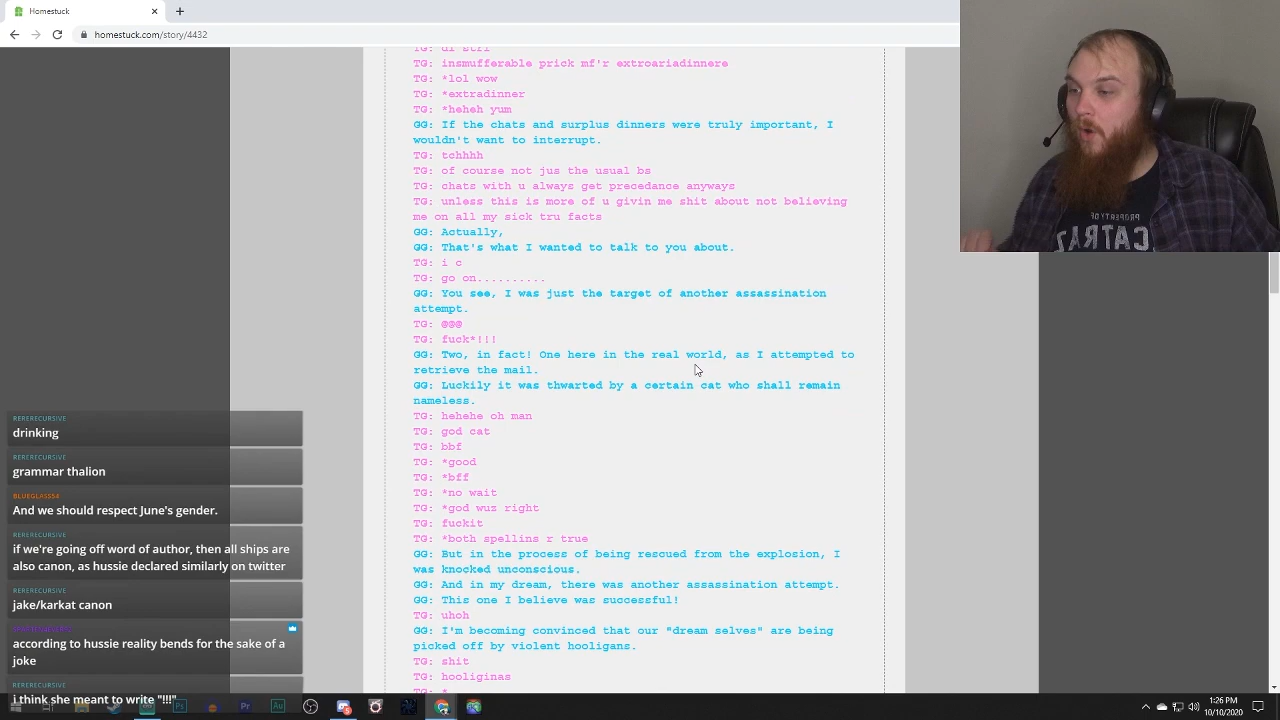 Homestuck
homestuck.com/story/4432
TG: di stri
TG: insmufferable prick mf'r extroariadinnere
TG: *lol wow
TG: *extradinner
TG: *heheh yum
GG: If the chats and surplus dinners were truly important, I
wouldn't want to interrupt.
TG: tchhhh
TG: of course not jus the usual bs
TG: chats with u always get precedance anyways
TG: unless this is more of u givin me shit about not believing
me on all my sick tru facts
GG: Actually,
GG: That's what I wanted to talk to you about.
TG: i c
TG: go on..........
GG: You see, I was just the target of another assassination
attempt.
TG: @@@
TG: fuck*!!!
GG: Two, in fact! One here in the real world, as I attempted to
retrieve the mail.
GG: Luckily it was thwarted by a certain cat who shall remain
nameless.
TG: hehehe oh man
TG: god cat
TG: bbf
TG: *good
TG: *bff
TG: *no wait
TG: *god wuz right
TG: fuckit
TG: *both spellins r true
GG: But in the process of being rescued from the explosion, I
was knocked unconscious.
GG: And in my dream, there was another assassination attempt.
GG: This one I believe was successful!
TG: uhoh
GG: I'm becoming convinced that our "dream selves" are being
picked off by violent hooligans.
TG: shit
TG: hooliginas
TG: *
PROPERTY OF
CATRAZ
RERERECURSIVE
drinking
RERERECURSIVE
grammar thalion
BLUEGLASS54
And we should respect June's gender.
RERERECURSIVE
if we're going off word of author, then all ships are
also canon, as hussie declared similarly on twitter
RERERECURSIVE
jake/karkat canon
according to hussie reality bends for the sake of a
joke
RERERECURSIVE
i think she meant to write "!!!"
Ps
Pr
Au
1:26 PM
10/10/2020